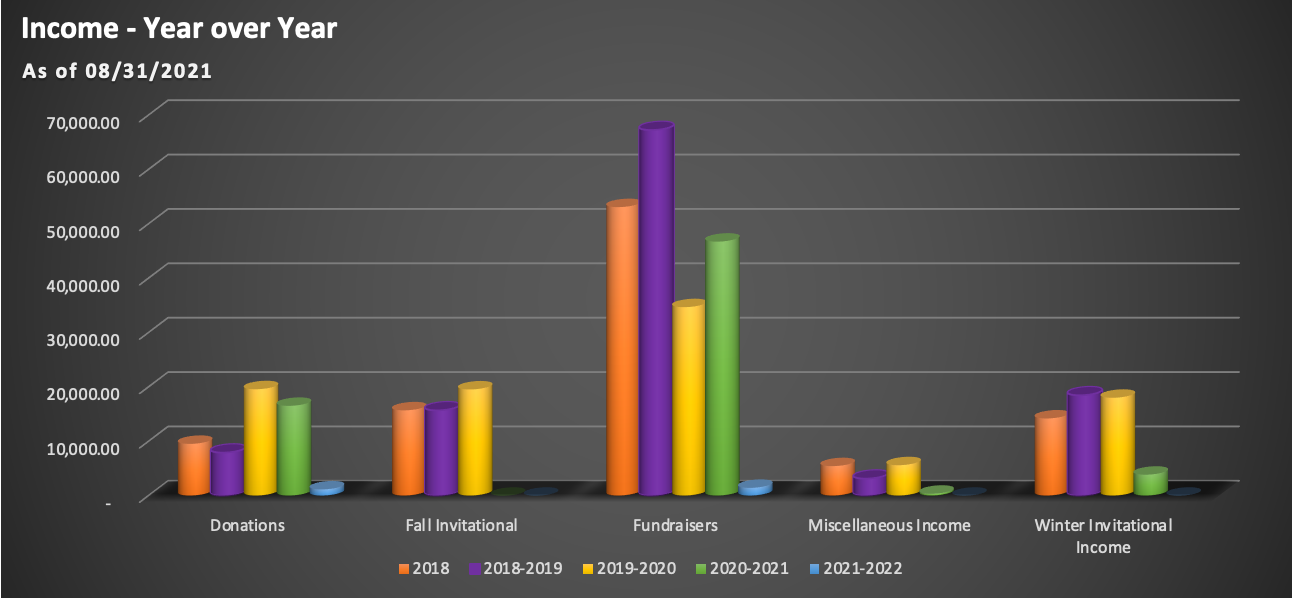 Income - Year over Year
As of 08/31/2021
70,000.00
60,000.00
50,000.00
40,000.00
30,000.00
20,000.00
10,000.00
-
Donations
Fall Invitational
Fundraisers
Miscellaneous Income
Winter Invitational
Income
2018
2018-2019
2019-2020
2020-2021
2021-2022